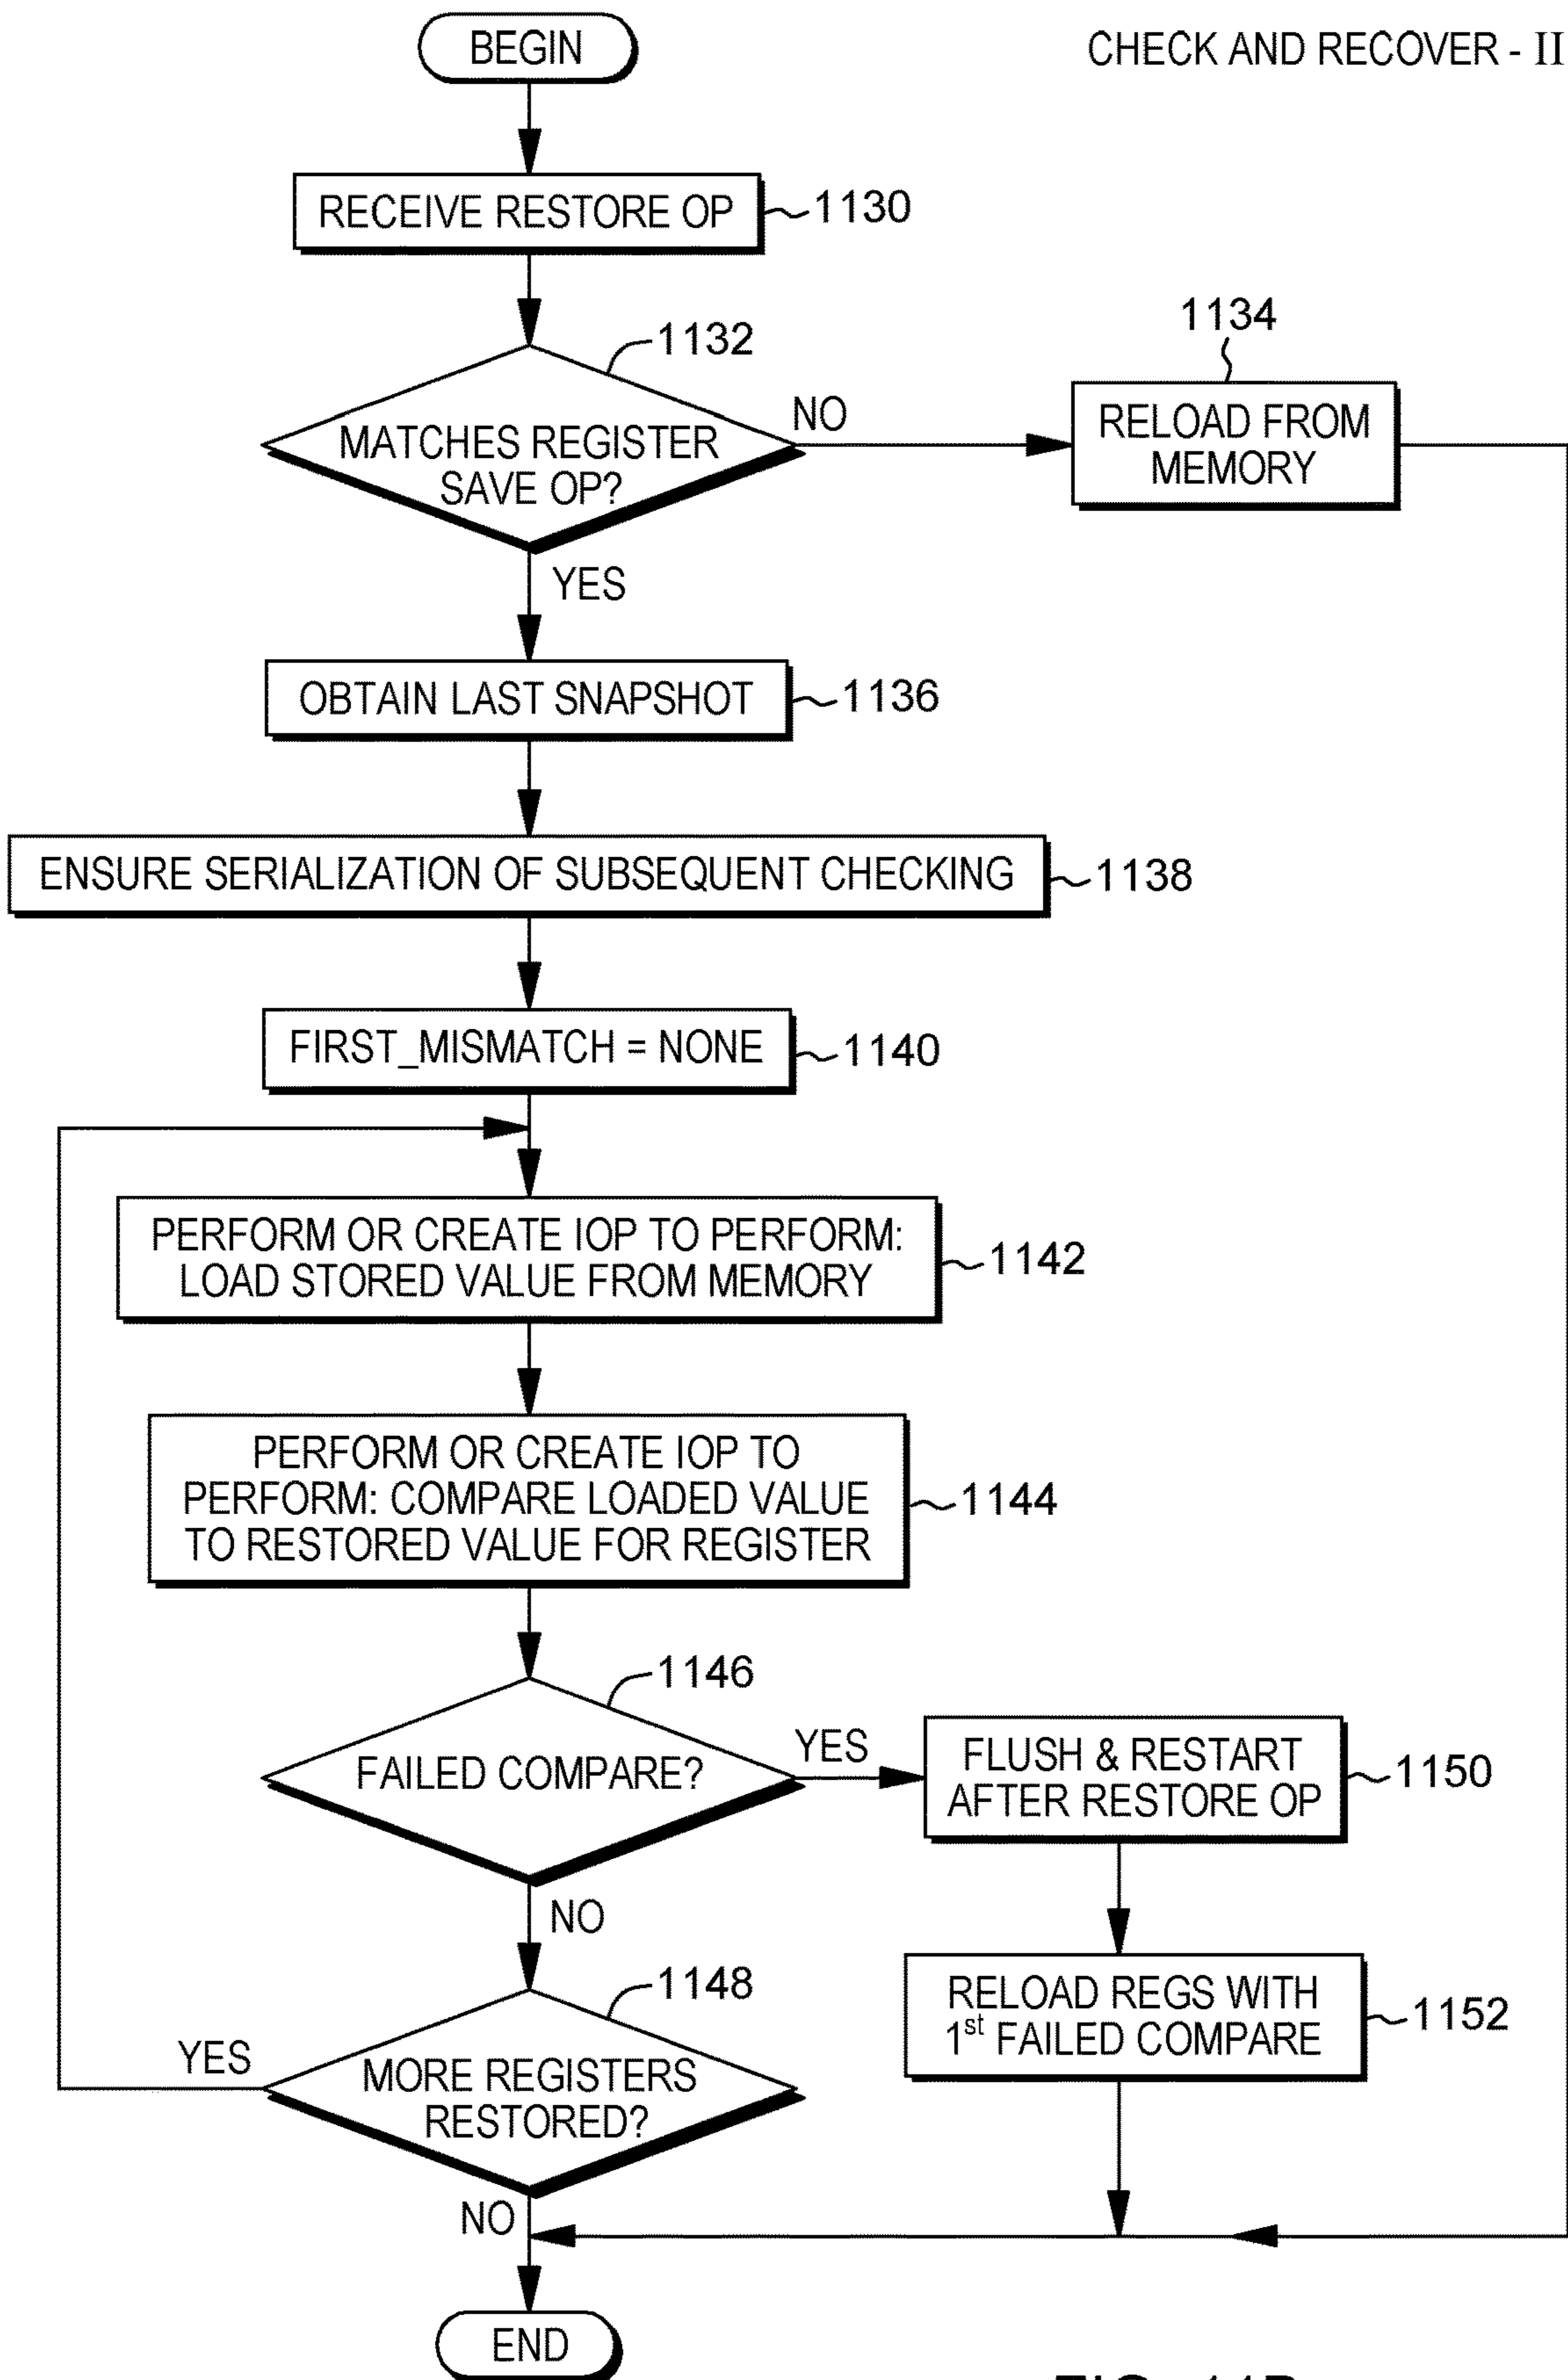 BEGIN
CHECK AND RECOVER - II
RECEIVE RESTORE OP
1130
1132
MATCHES REGISTER
SAVE OP?
NO
1134
RELOAD FROM
MEMORY
YES
OBTAIN LAST SNAPSHOT
1136
ENSURE SERIALIZATION OF SUBSEQUENT CHECKING
1138
FIRST_MISMATCH = NONE
1140
PERFORM OR CREATE IOP TO PERFORM:
LOAD STORED VALUE FROM MEMORY
1142
PERFORM OR CREATE IOP TO
PERFORM: COMPARE LOADED VALUE
TO RESTORED VALUE FOR REGISTER
1144
1146
FAILED COMPARE?
YES
FLUSH & RESTART
AFTER RESTORE OP
1150
NO
1148
MORE REGISTERS
RESTORED?
YES
RELOAD REGS WITH
1st FAILED COMPARE
1152
NO
END